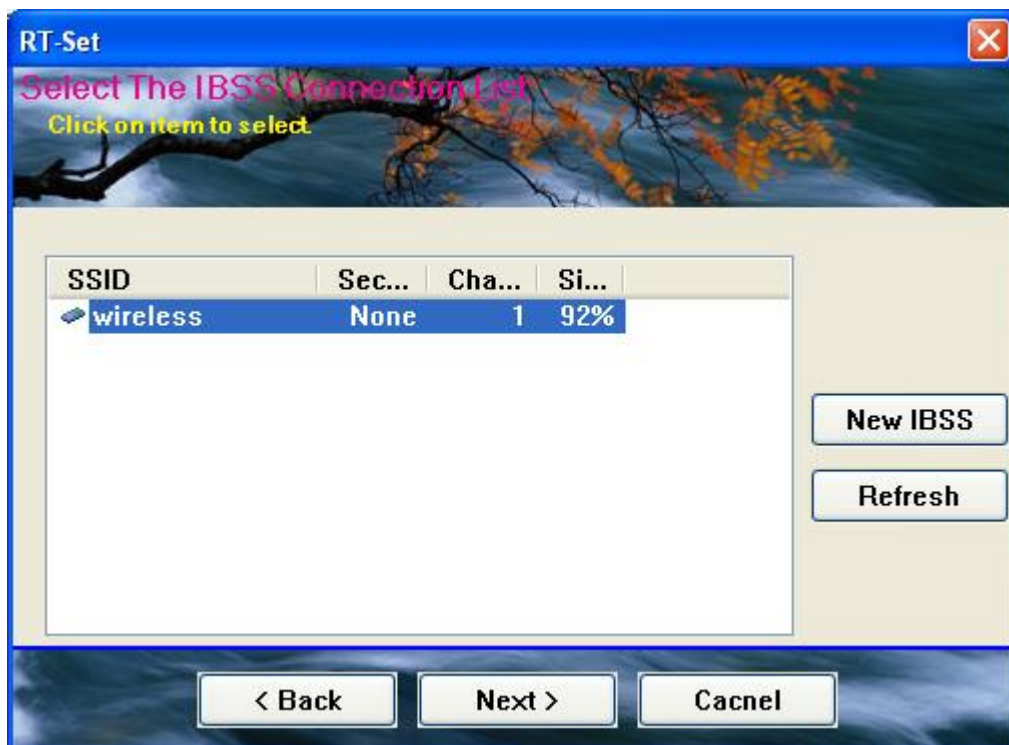 RT-Set
Select The IBSS Connection List
Click on item to select.
SSID Sec... Cha... Si...
wireless None 1 92%
New IBSS
Refresh
< Back Next > Cacnel